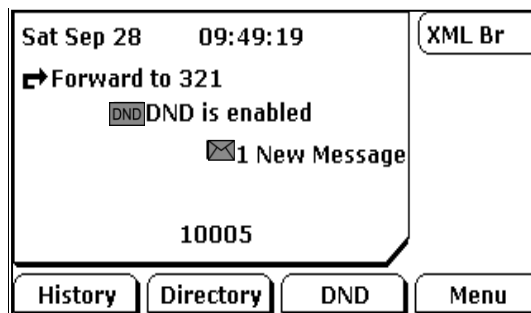 Sat Sep 28 09:49:19
XML Br
Forward to 321
DND DND is enabled
1 New Message
10005
History Directory DND Menu